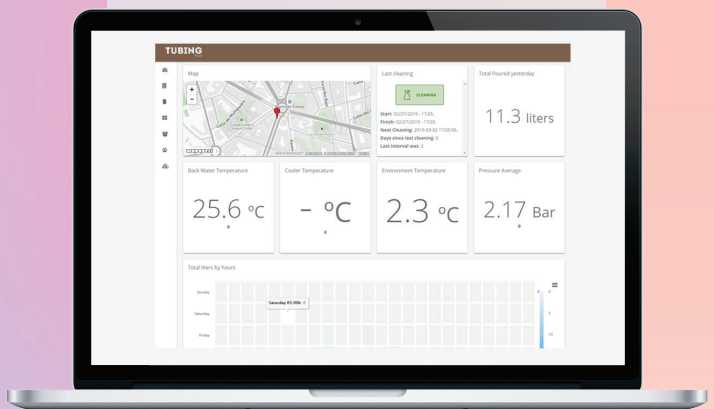 TUBING
Map
+
−
Last cleaning
CLEANING
Start: 02/27/2019 - 17:05,
Finish: 02/27/2019 - 17:05,
Next Cleaning: 2019-03-02 17:05:36,
Days since last cleaning: 0
Last interval was: 2
Total Poured yesterday
11.3 liters
Back Water Temperature
25.6 ºC
Cooler Temperature
- ºC
Environment Temperature
2.3 ºC
Pressure Average
2.17 Bar
Total liters by hours
Sunday
Saturday
Friday
Saturday 05:00h: 0
0
5
10